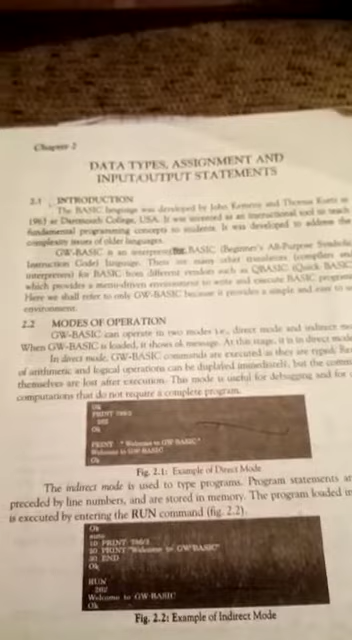 Chapter 2
DATA TYPES, ASSIGNMENT AND
INPUT/OUTPUT STATEMENTS
2.1 INTRODUCTION
The BASIC language was developed by John Kemeny and Thomas Kurtz in
1963 at Dartmouth College, USA. It was invented as an instructional tool to teach
fundamental programming concepts to students. It was developed to address the
complexity issues of older languages.
GW-BASIC is an interpreter for BASIC (Beginner's All-Purpose Symbolic
Instruction Code) language. There are many other translators (compilers and
interpreters) for BASIC from different vendors such as QBASIC (Quick BASIC
which provides a menu-driven environment to write and execute BASIC programs
Here we shall refer to only GW-BASIC because it provides a simple and easy to
environment.
2.2 MODES OF OPERATION
GW-BASIC can operate in two modes i.e., direct mode and indirect mo
When GW-BASIC is loaded, it shows ok message. At this stage, it is in direct mode
In direct mode, GW-BASIC commands are executed as they are typed. Res
of arithmetic and logical operations can be displayed immediately, but the comm
themselves are lost after execution. This mode is useful for debugging and for
computations that do not require a complete program.
Ok
PRINT
Ok
PRINT "Welcome to GW-BASIC"
Welcome to GW-BASIC
Ok
Fig. 2.1: Example of Direct Mode
The indirect mode is used to type programs. Program statements ar
preceded by line numbers, and are stored in memory. The program loaded in
is executed by entering the RUN command (fig. 2.2).
Ok
auto
10 PRINT
20 PRINT "Welcome to GW-BASIC"
30 END
Ok
RUN
Welcome to GW-BASIC
Ok
Fig. 2.2: Example of Indirect Mode